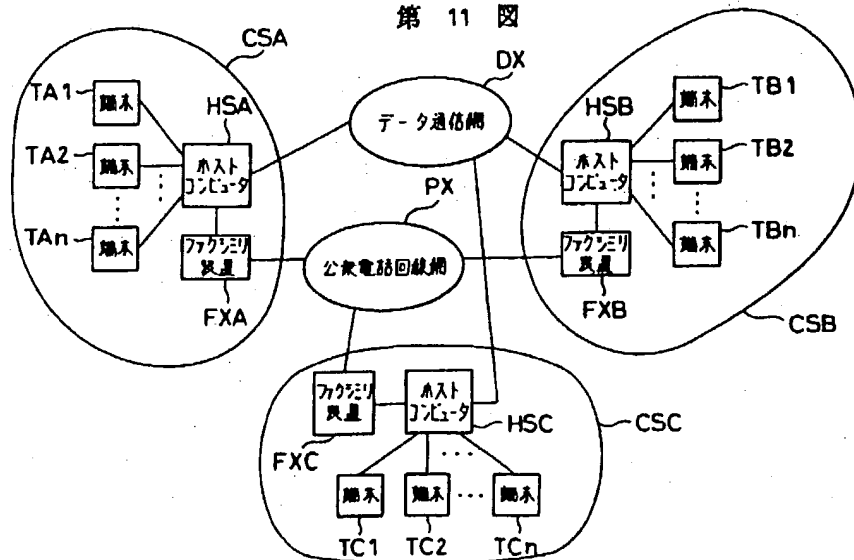 第 11 図
CSA
DX
TA1
端末
HSA
データ通信網
HSB
端末
TB1
TA2
端末
ホスト
コンピュータ
ホスト
コンピュータ
端末
TB2
PX
TAn
端末
ファクシミリ
装置
公衆電話回線網
ファクシミリ
装置
端末
TBn
FXA
FXB
CSB
ファクシミリ
装置
ホスト
コンピュータ
CSC
HSC
FXC
端末
端末
端末
TC1
TC2
TCn